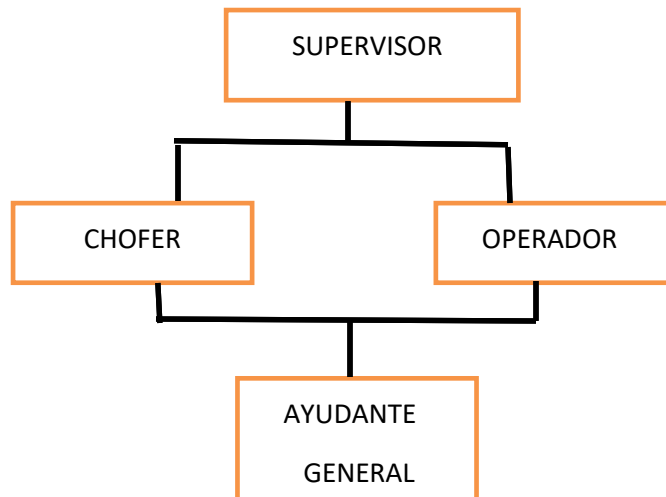 SUPERVISOR
CHOFER
OPERADOR
AYUDANTE
GENERAL